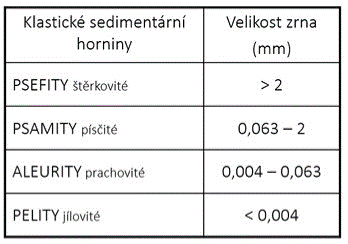 Klastické sedimentární horniny
Velikost zrna (mm)
PSEFITY štěrkovité
> 2
PSAMITY písčité
0,063 – 2
ALEURITY prachovité
0,004 – 0,063
PELITY jílovité
< 0,004